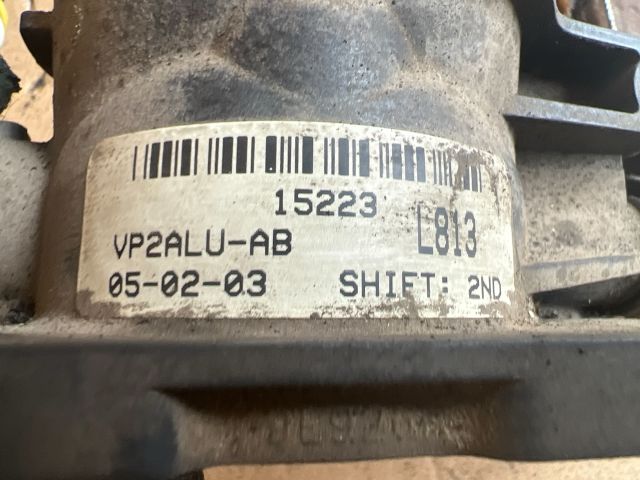 15223
VP2ALU-AB L813
05-02-03 SHIFT: 2ND